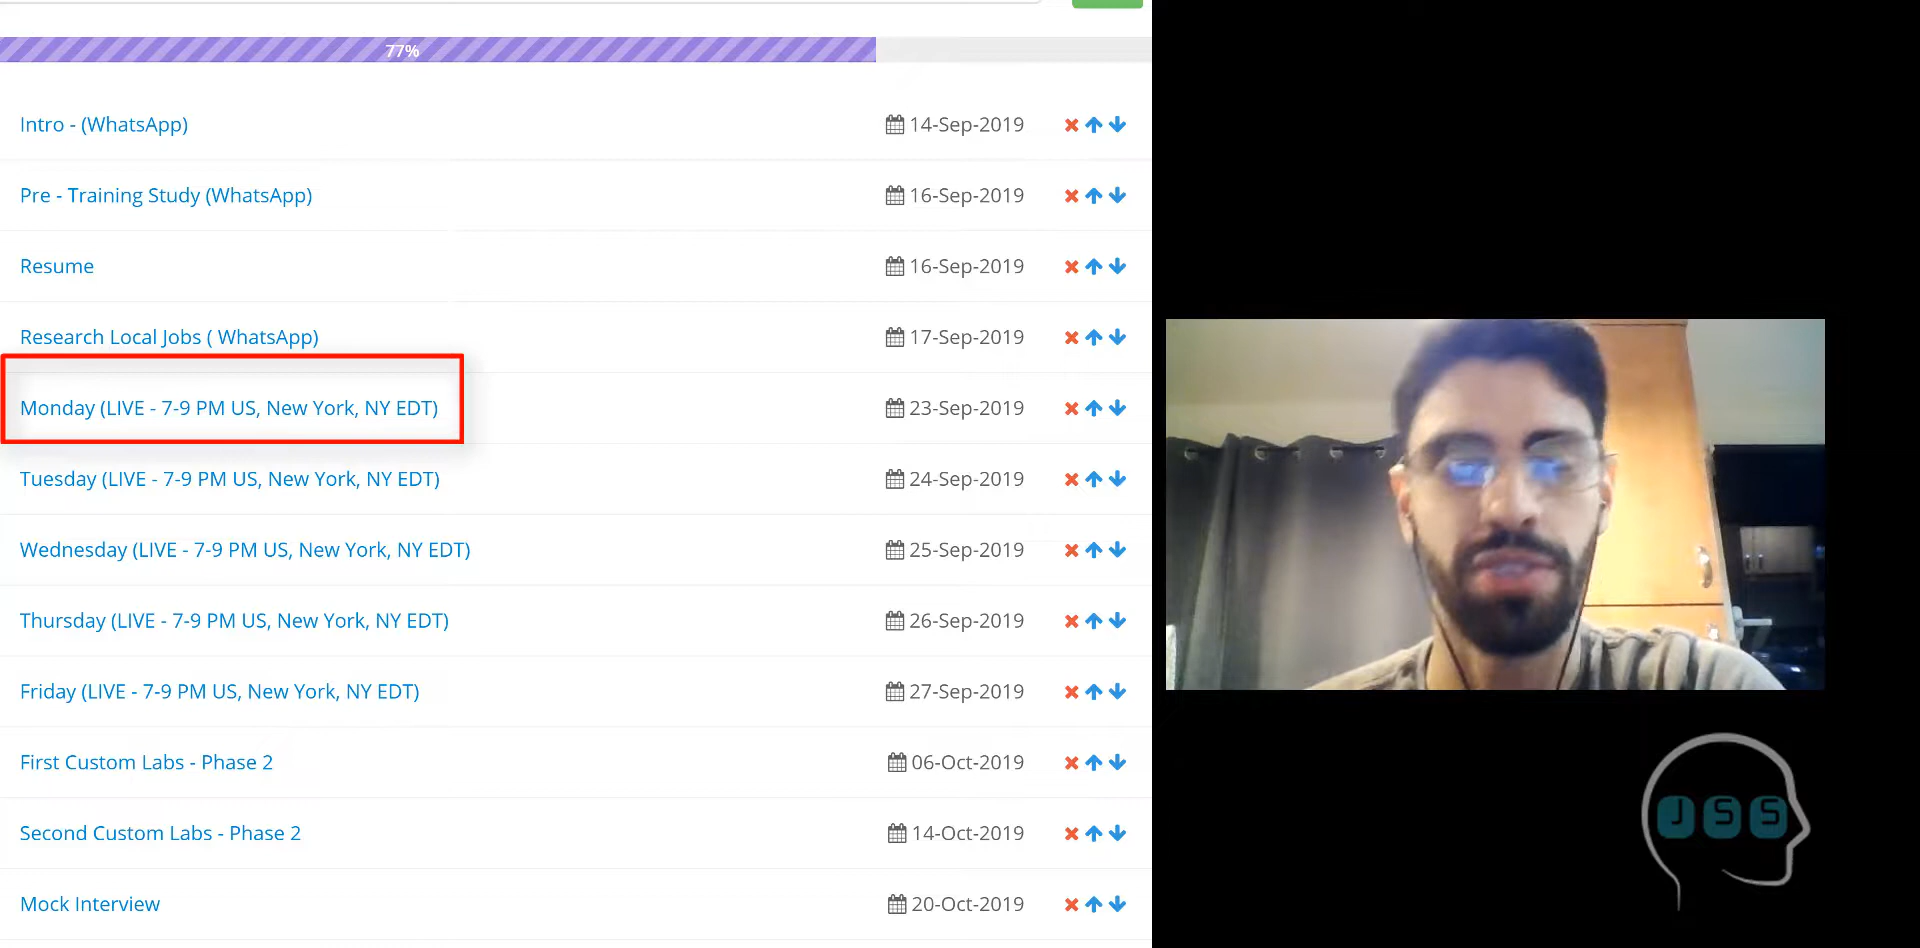 77%
Intro - (WhatsApp) 14-Sep-2019
Pre - Training Study (WhatsApp) 16-Sep-2019
Resume 16-Sep-2019
Research Local Jobs ( WhatsApp) 17-Sep-2019
Monday (LIVE - 7-9 PM US, New York, NY EDT) 23-Sep-2019
Tuesday (LIVE - 7-9 PM US, New York, NY EDT) 24-Sep-2019
Wednesday (LIVE - 7-9 PM US, New York, NY EDT) 25-Sep-2019
Thursday (LIVE - 7-9 PM US, New York, NY EDT) 26-Sep-2019
Friday (LIVE - 7-9 PM US, New York, NY EDT) 27-Sep-2019
First Custom Labs - Phase 2 06-Oct-2019
Second Custom Labs - Phase 2 14-Oct-2019
Mock Interview 20-Oct-2019
JSS